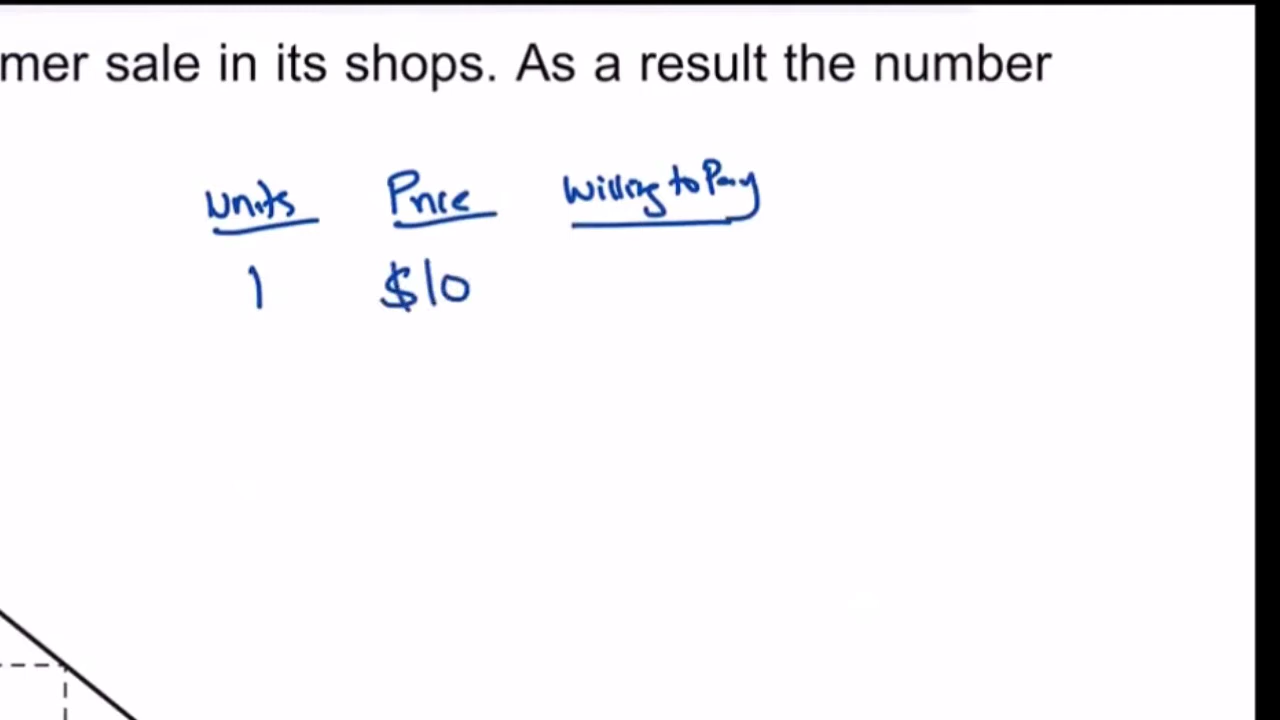 mer sale in its shops. As a result the number
Units Price Willing to Pay
1 $10